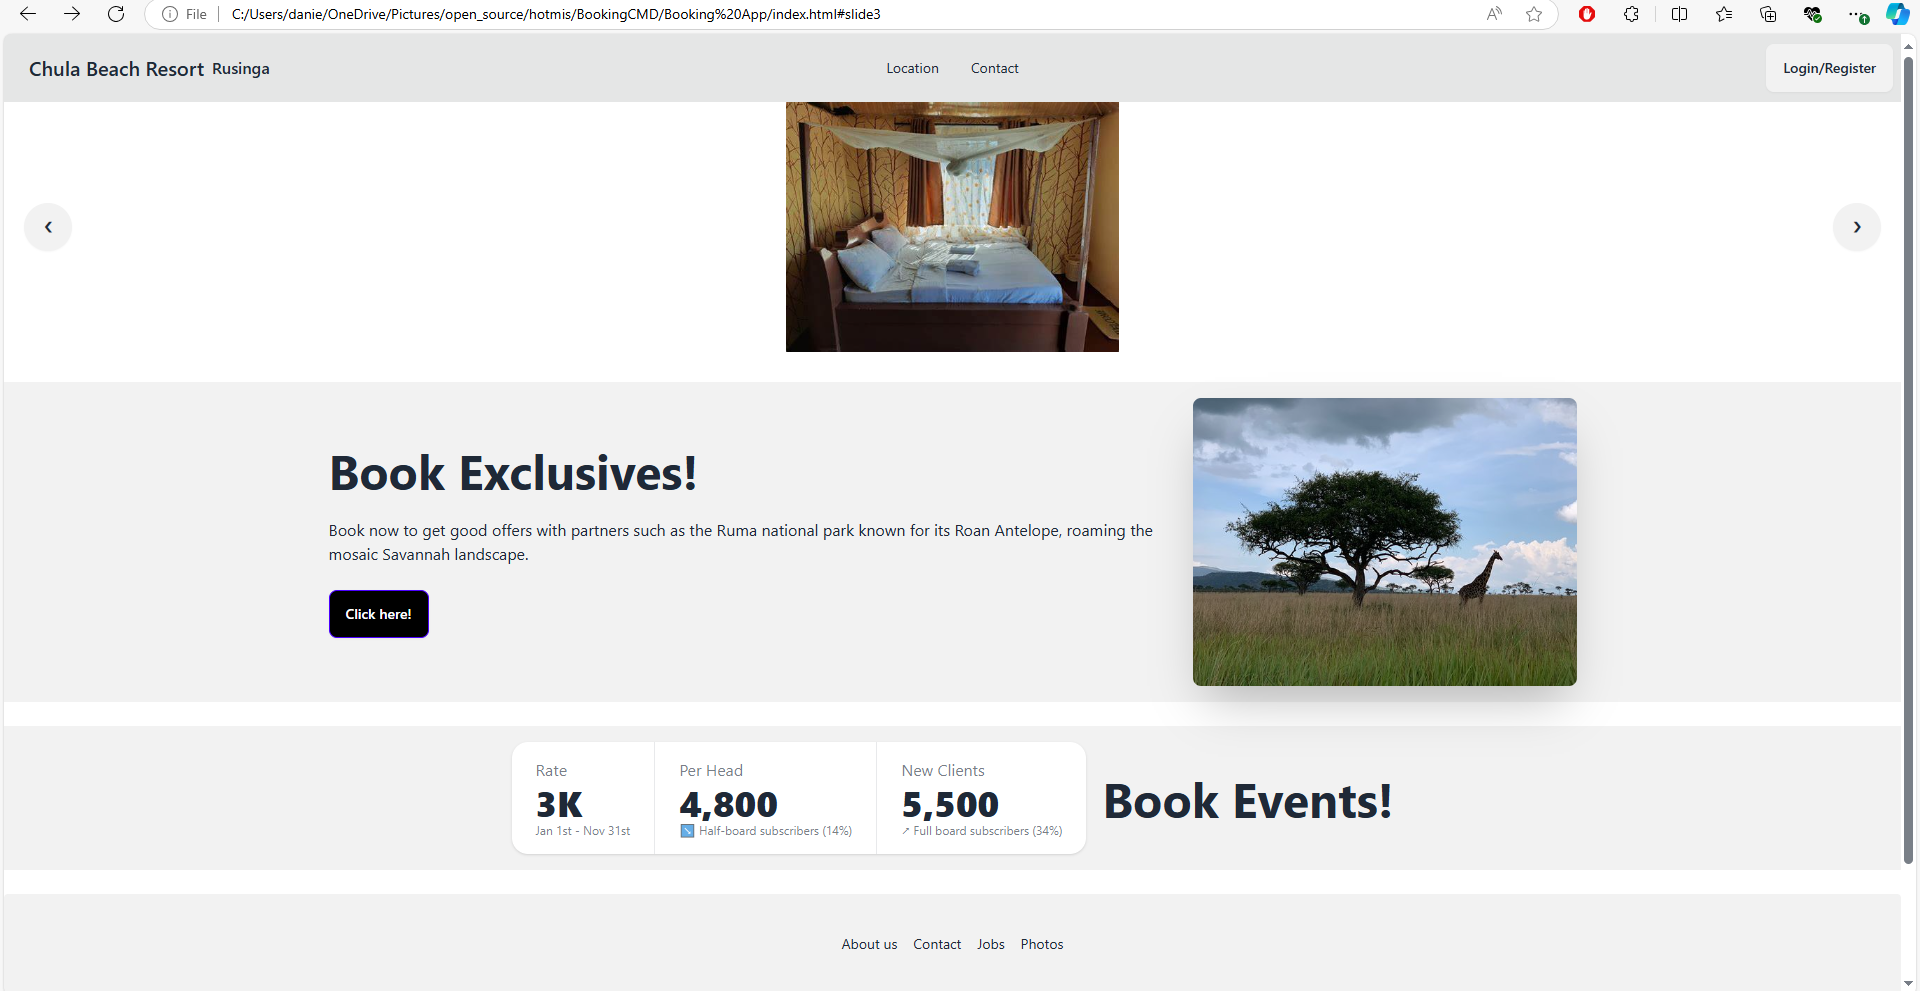 File
C:/Users/danie/OneDrive/Pictures/open_source/hotmis/BookingCMD/Booking%20App/index.html#slide3
Chula Beach Resort Rusinga
Location Contact
Login/Register
Book Exclusives!
Book now to get good offers with partners such as the Ruma national park known for its Roan Antelope, roaming the
mosaic Savannah landscape.
Click here!
Rate
3K
Jan 1st - Nov 31st
Per Head
4,800
↘️ Half-board subscribers (14%)
New Clients
5,500
↗︎ Full board subscribers (34%)
Book Events!
About us Contact Jobs Photos